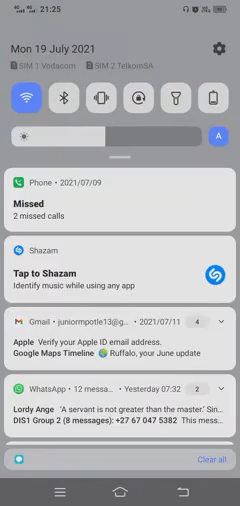 21:25
Mon 19 July 2021
SIM 1 Vodacom SIM 2 TelkomSA
A
Phone • 2021/07/09
Missed
2 missed calls
Shazam
Tap to Shazam
Identify music while using any app
Gmail • juniormpotle13@g... • 2021/07/11 4
Apple Verify your Apple ID email address.
Google Maps Timeline Ruffalo, your June update
WhatsApp • 12 messa... • Yesterday 07:32 2
Lordy Ange 'A servant is not greater than the master.' Sin...
DIS1 Group 2 (8 messages): +27 67 047 5382 This mess...
Clear all